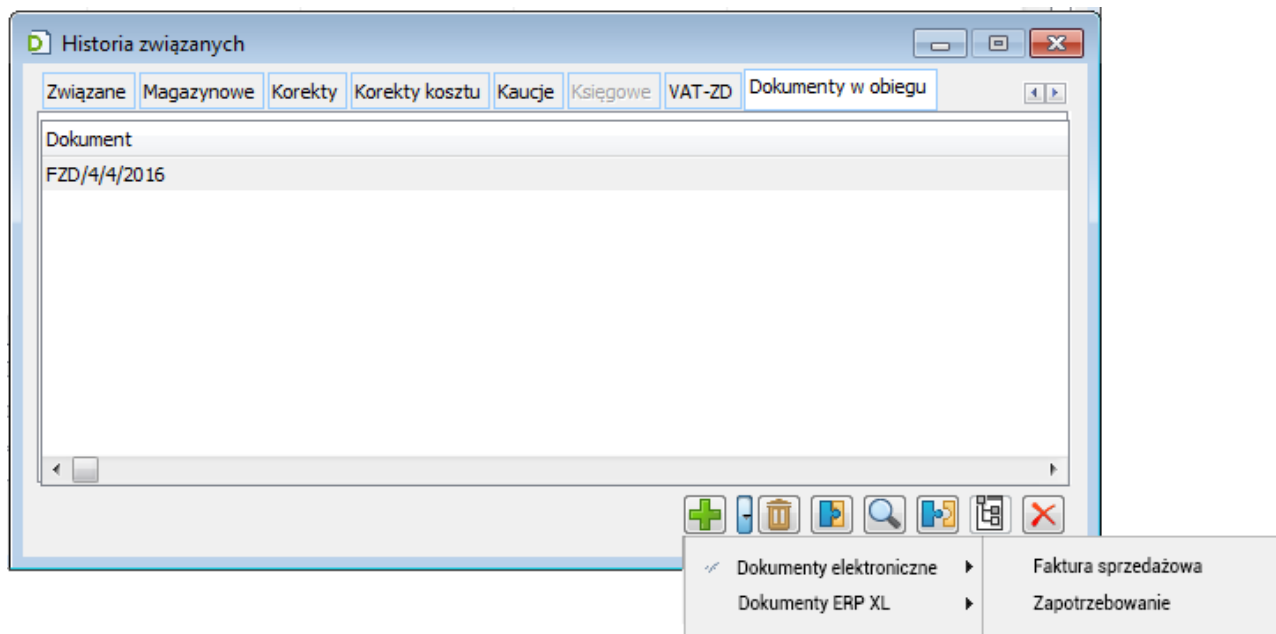 Historia związanych
Związane Magazynowe Korekty Korekty kosztu Kaucje Księgowe VAT-ZD Dokumenty w obiegu
Dokument
FZD/4/4/2016
Dokumenty elektroniczne Faktura sprzedażowa
Dokumenty ERP XL Zapotrzebowanie